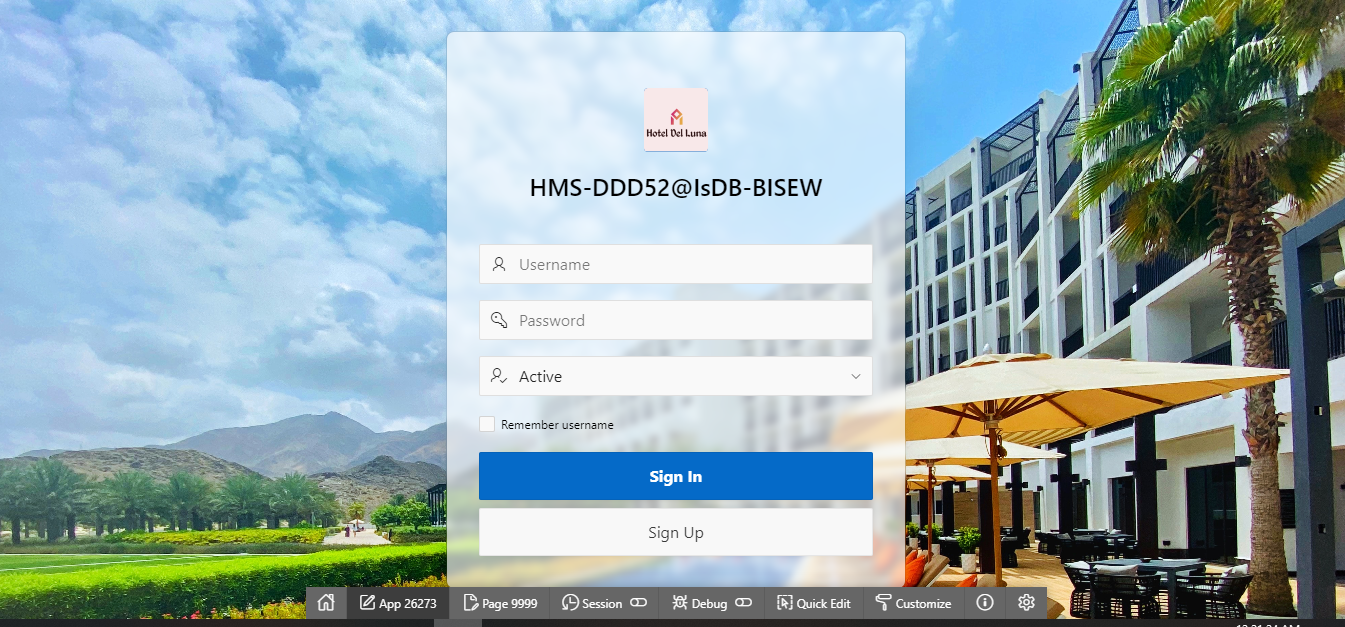 Hotel Del Luna
HMS-DDD52@IsDB-BISEW
Username
Password
Active
Remember username
Sign In
Sign Up
App 26273
Page 9999
Session
Debug
Quick Edit
Customize